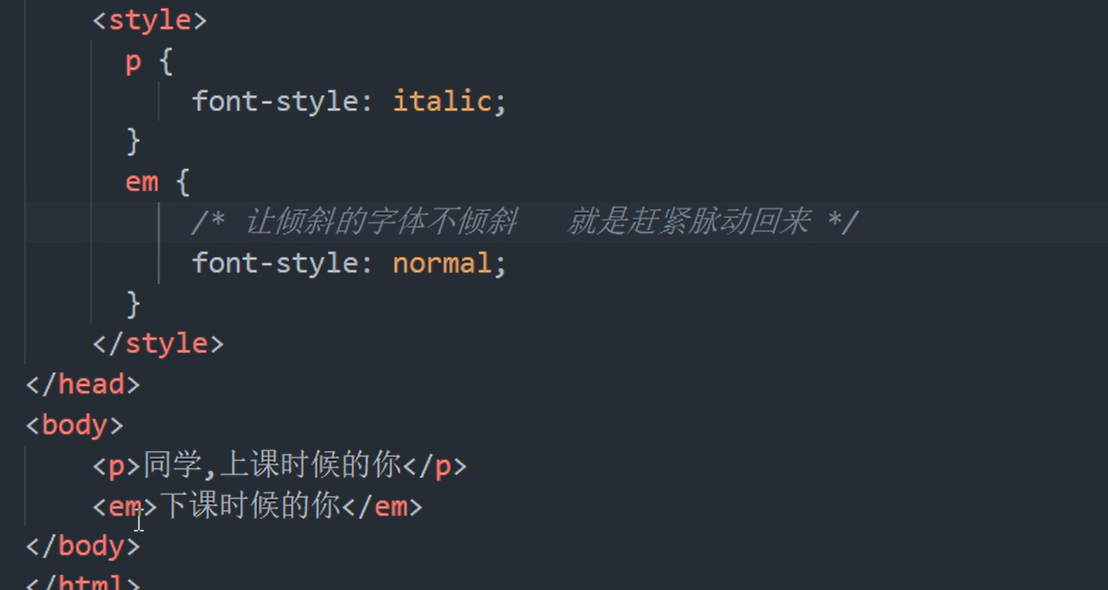 <style>
p {
font-style: italic;
}
em {
/* 让倾斜的字体不倾斜   就是赶紧脉动回来 */
font-style: normal;
}
</style>
</head>
<body>
<p>同学,上课时候的你</p>
<em>下课时候的你</em>
</body>
</html>